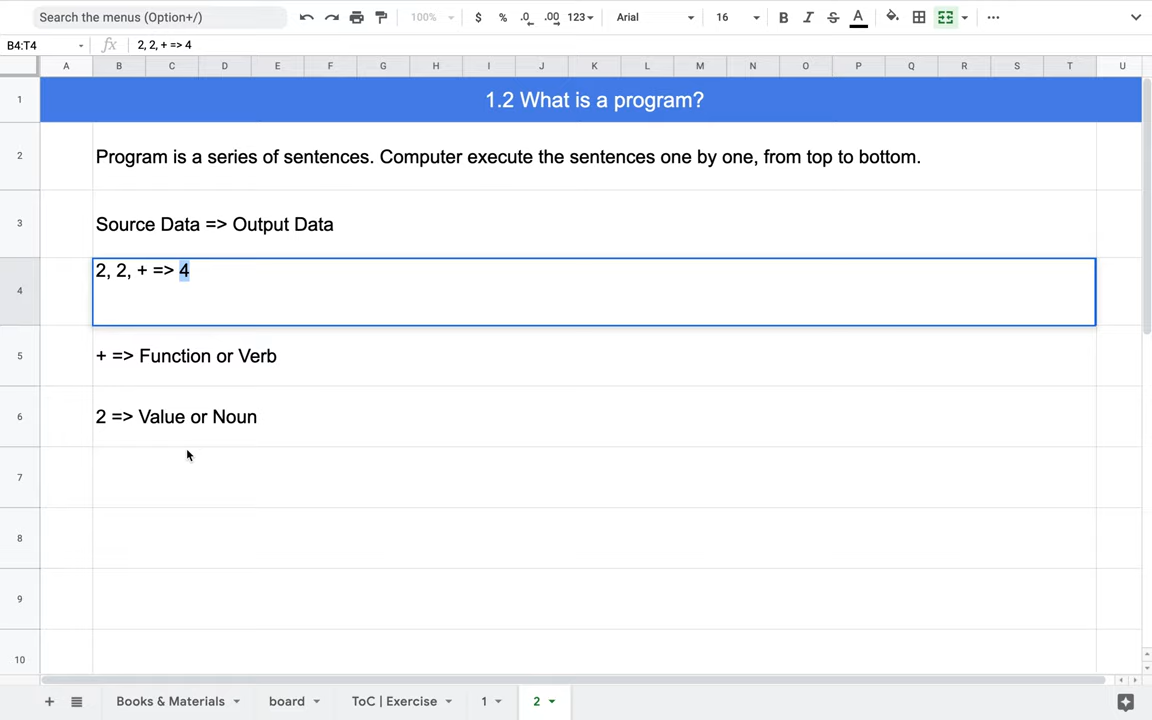 Search the menus (Option+/)
100%
$ % .0 .00 123
Arial
16
B I S A
B4:T4
fx 2, 2, + => 4
A B C D E F G H I J K L M N O P Q R S T U
1 1.2 What is a program?
2 Program is a series of sentences. Computer execute the sentences one by one, from top to bottom.
3 Source Data => Output Data
4 2, 2, + => 4
5 + => Function or Verb
6 2 => Value or Noun
7
8
9
10
+ Books & Materials board ToC | Exercise 1 2